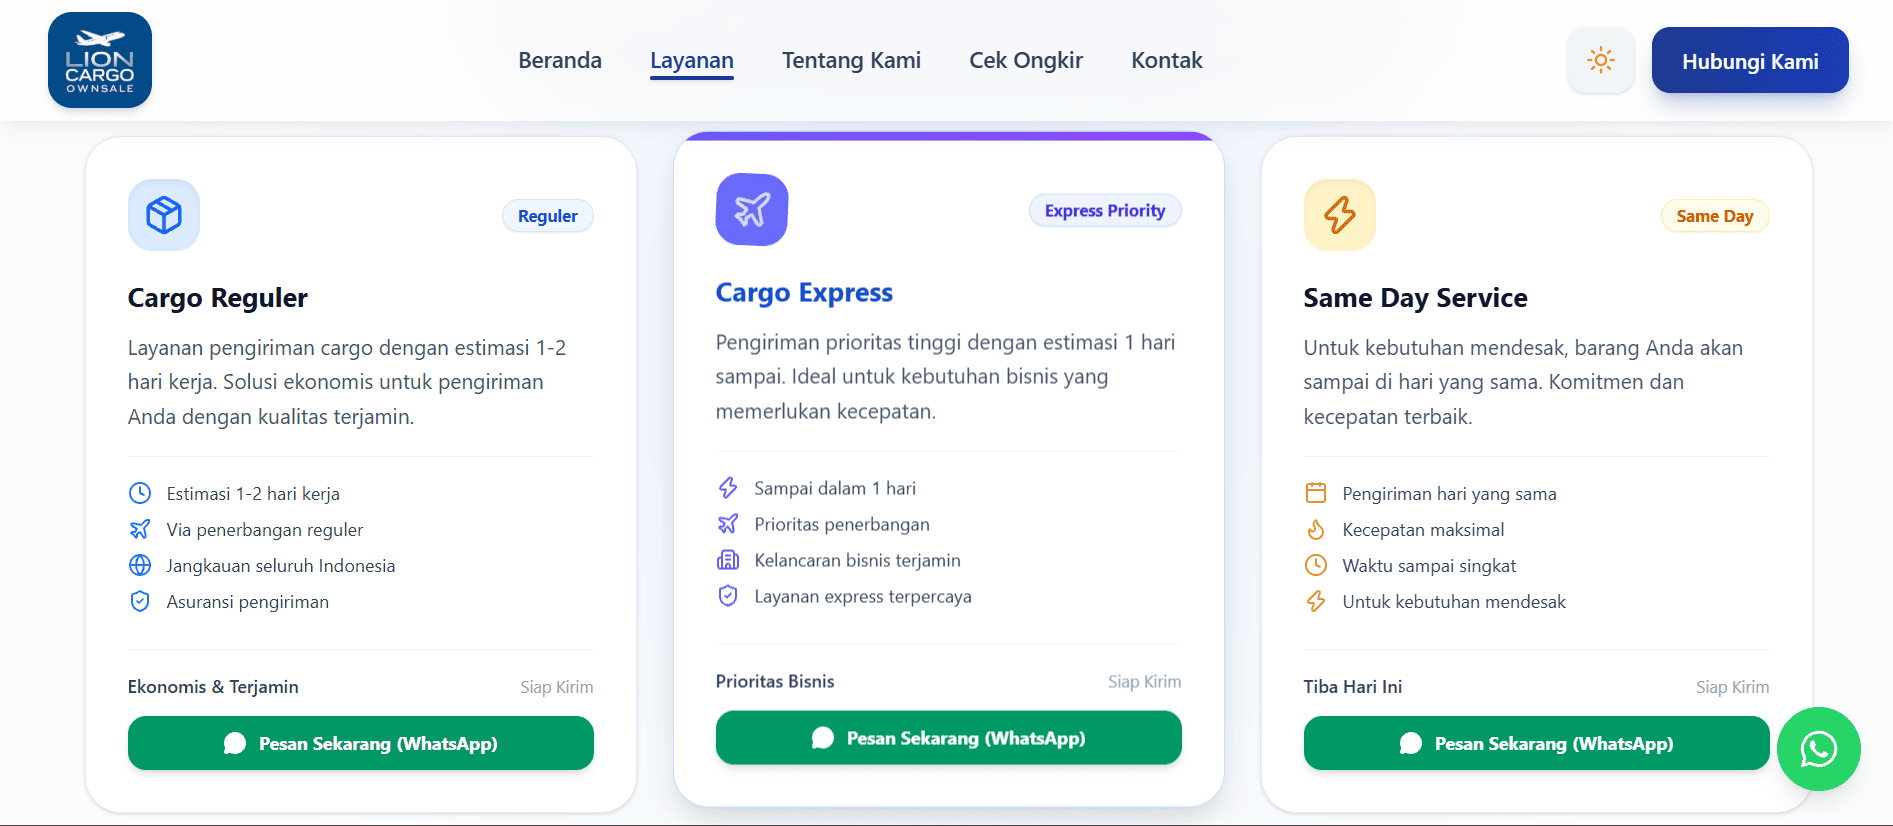 LION
CARGO
OWNSALE
Beranda
Layanan
Tentang Kami
Cek Ongkir
Kontak
Hubungi Kami
Reguler
Cargo Reguler
Layanan pengiriman cargo dengan estimasi 1-2
hari kerja. Solusi ekonomis untuk pengiriman
Anda dengan kualitas terjamin.
Estimasi 1-2 hari kerja
Via penerbangan reguler
Jangkauan seluruh Indonesia
Asuransi pengiriman
Ekonomis & Terjamin
Siap Kirim
Pesan Sekarang (WhatsApp)
Express Priority
Cargo Express
Pengiriman prioritas tinggi dengan estimasi 1 hari
sampai. Ideal untuk kebutuhan bisnis yang
memerlukan kecepatan.
Sampai dalam 1 hari
Prioritas penerbangan
Kelancaran bisnis terjamin
Layanan express terpercaya
Prioritas Bisnis
Siap Kirim
Pesan Sekarang (WhatsApp)
Same Day
Same Day Service
Untuk kebutuhan mendesak, barang Anda akan
sampai di hari yang sama. Komitmen dan
kecepatan terbaik.
Pengiriman hari yang sama
Kecepatan maksimal
Waktu sampai singkat
Untuk kebutuhan mendesak
Tiba Hari Ini
Siap Kirim
Pesan Sekarang (WhatsApp)